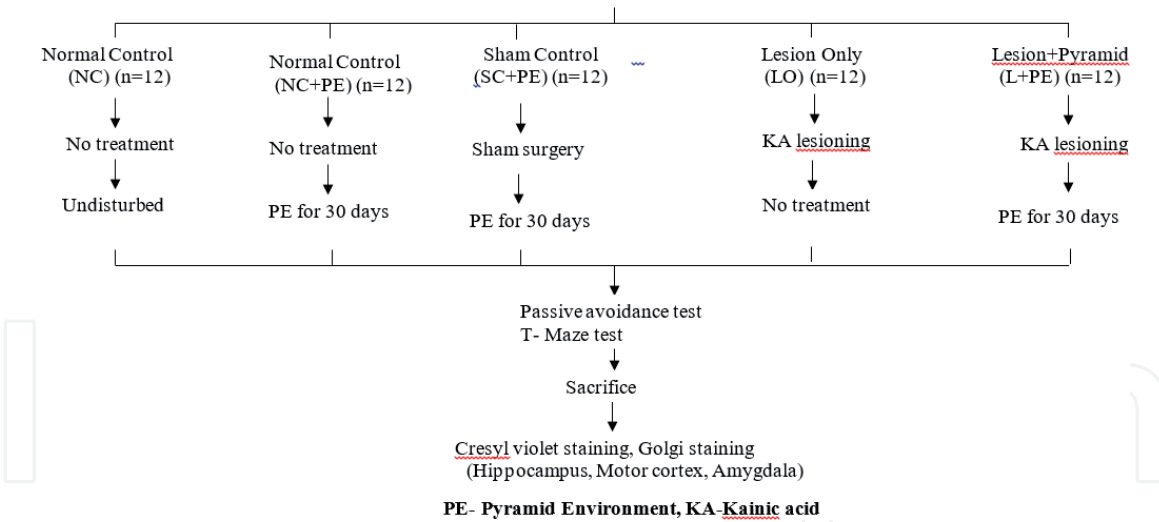 Normal Control
(NC) (n=12)
No treatment
Undisturbed
Normal Control
(NC+PE) (n=12)
No treatment
PE for 30 days
Sham Control
(SC+PE) (n=12)
Sham surgery
PE for 30 days
Lesion Only
(LO) (n=12)
KA lesioning
No treatment
Lesion+Pyramid
(L+PE) (n=12)
KA lesioning
PE for 30 days
Passive avoidance test
T- Maze test
Sacrifice
Cresyl violet staining, Golgi staining
(Hippocampus, Motor cortex, Amygdala)
PE- Pyramid Environment, KA-Kainic acid